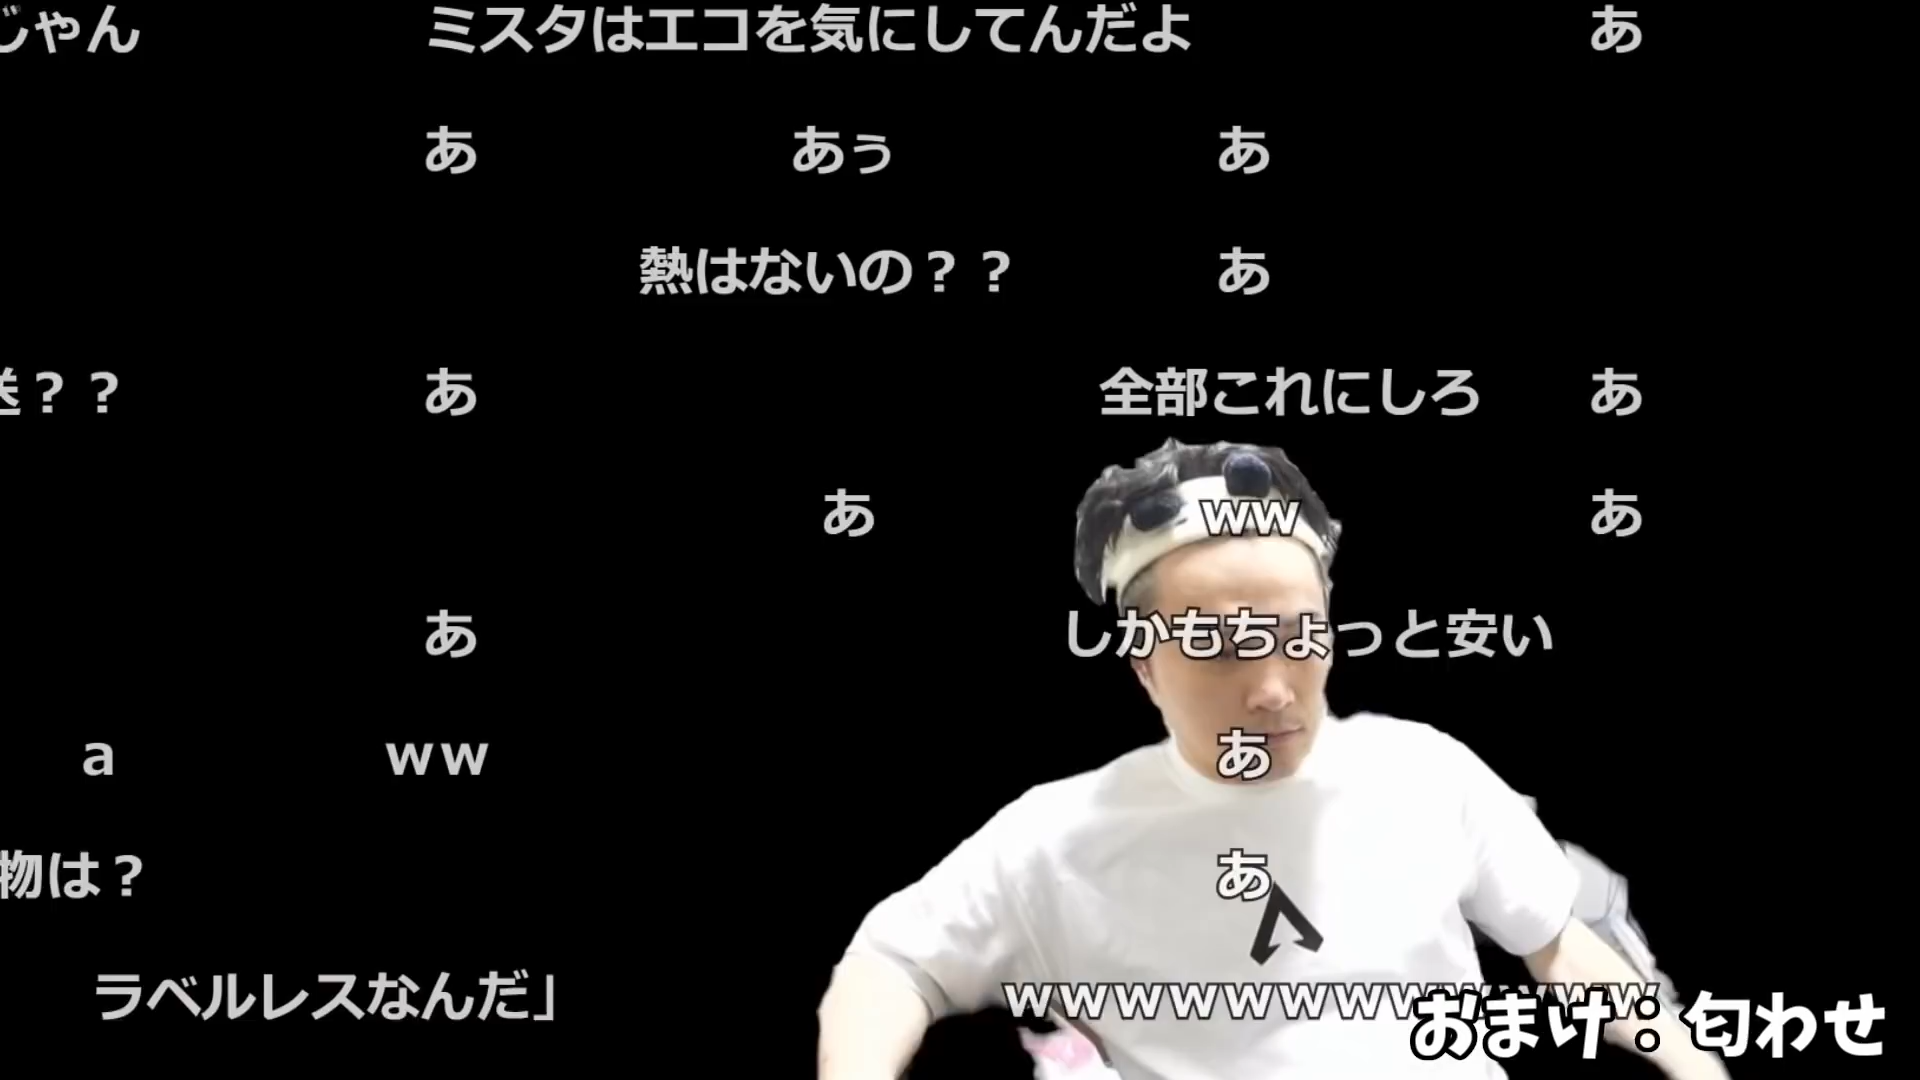 じゃん ミスタはエコを気にしてんだよ あ
あ あぅ あ
熱はないの？？ あ
送？？ あ 全部これにしろ あ
あ ww あ
あ しかもちょっと安い
a ww あ
物は？ あ
ラベルレスなんだ」 wwwwwwwwwwww
おまけ：匂わせ